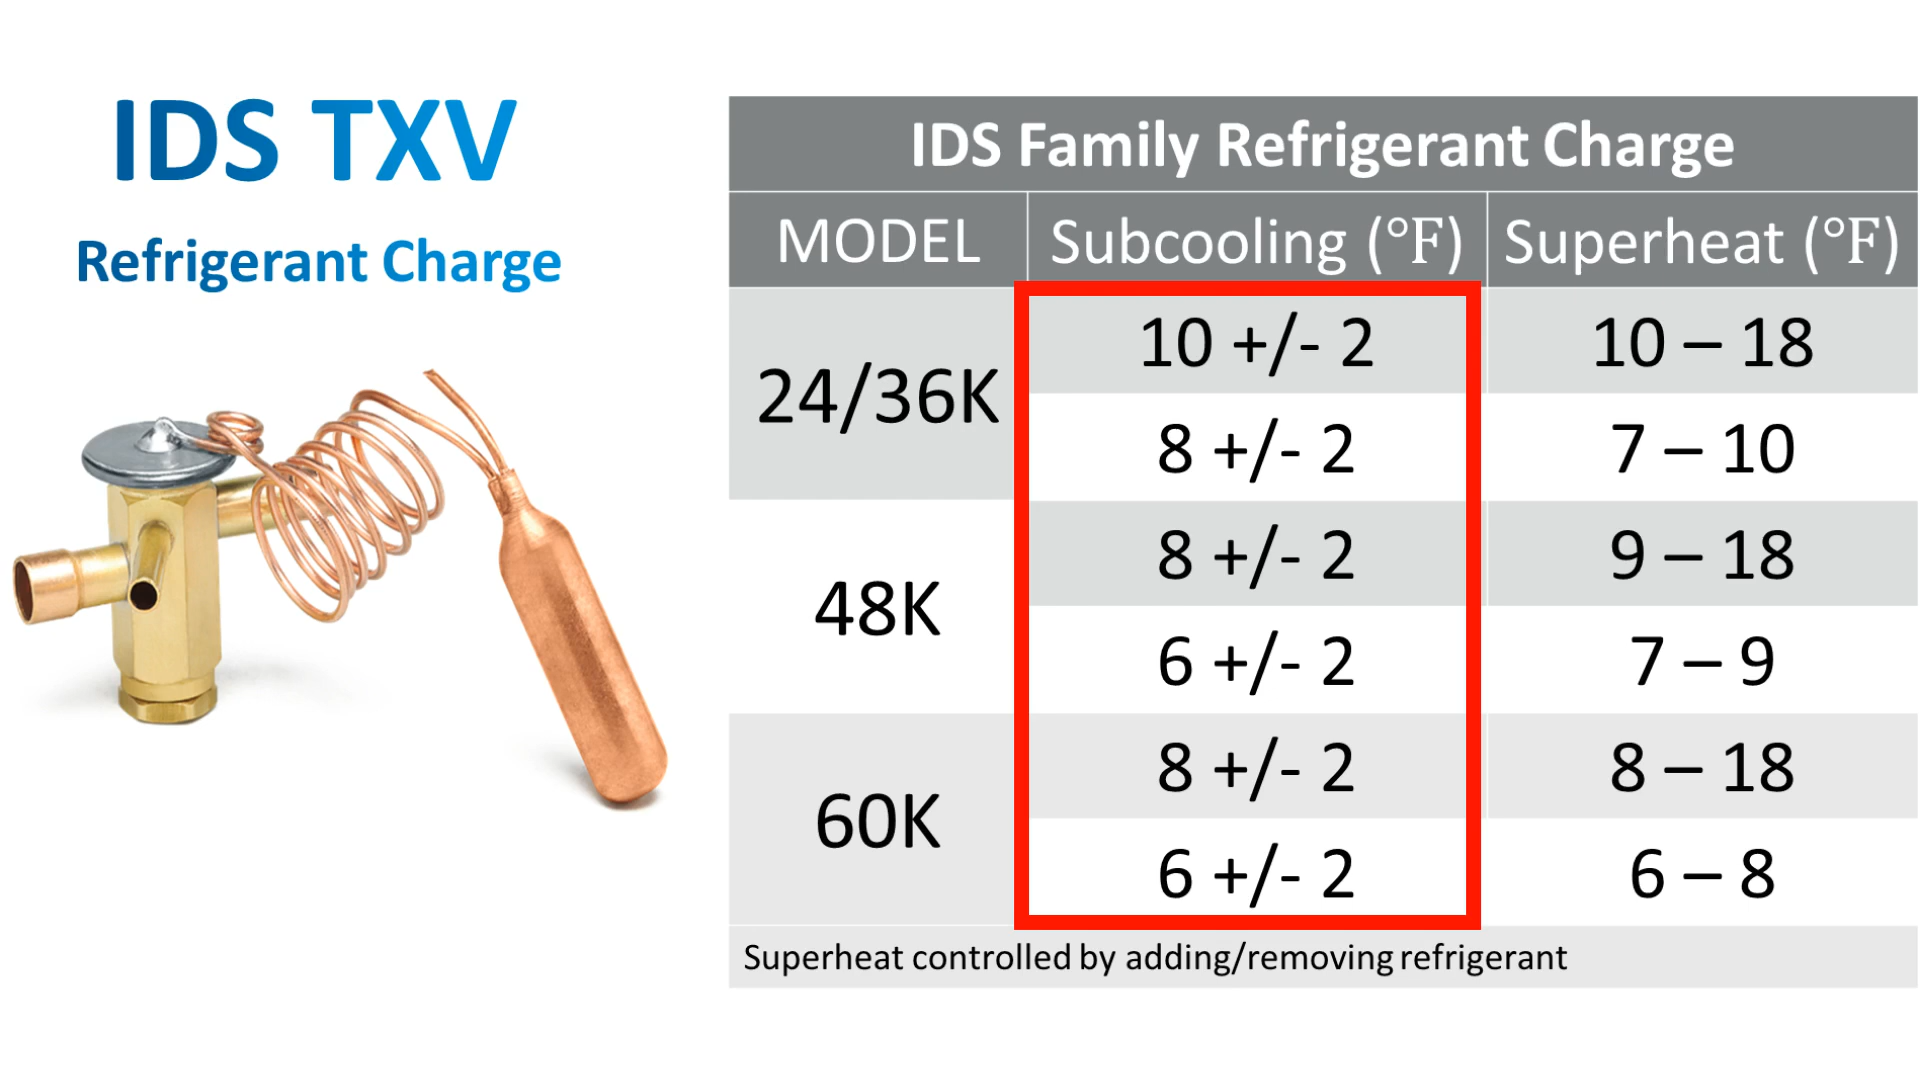 IDS TXV
Refrigerant Charge
IDS Family Refrigerant Charge
MODEL Subcooling (°F) Superheat (°F)
24/36K
10 +/- 2 10 – 18
8 +/- 2 7 – 10
48K
8 +/- 2 9 – 18
6 +/- 2 7 – 9
60K
8 +/- 2 8 – 18
6 +/- 2 6 – 8
Superheat controlled by adding/removing refrigerant